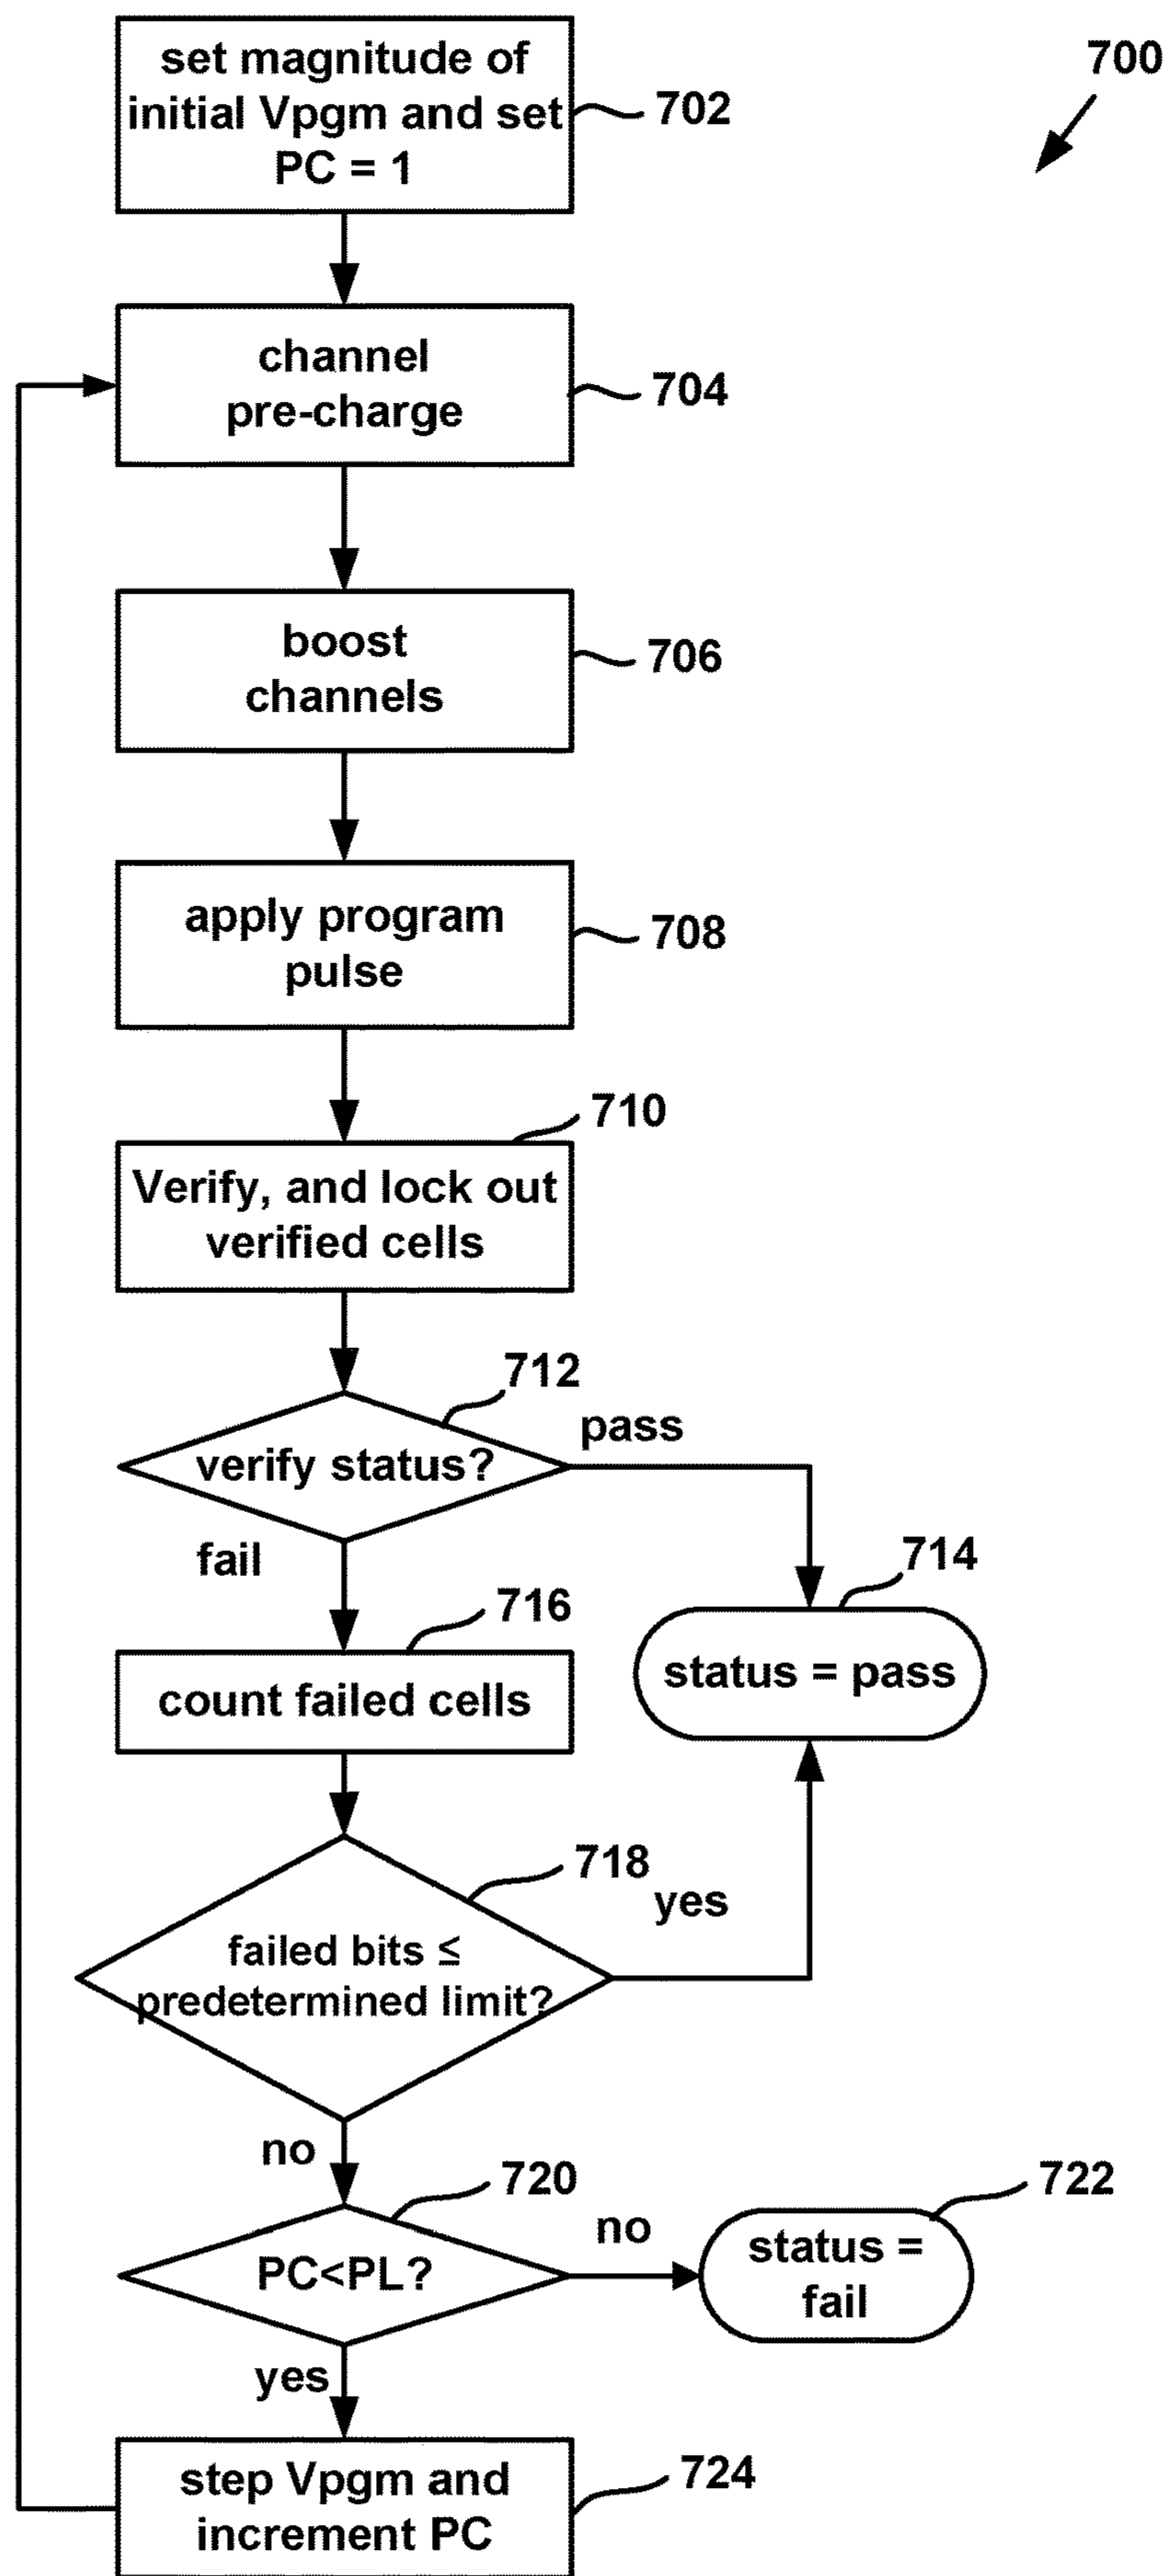 700
set magnitude of
initial Vpgm and set
PC = 1
702
channel
pre-charge
704
boost
channels
706
apply program
pulse
708
710
Verify, and lock out
verified cells
712
verify status?
pass
fail
714
status = pass
716
count failed cells
718
failed bits ≤
predetermined limit?
yes
no
720
PC<PL?
no
722
status =
fail
yes
step Vpgm and
increment PC
724